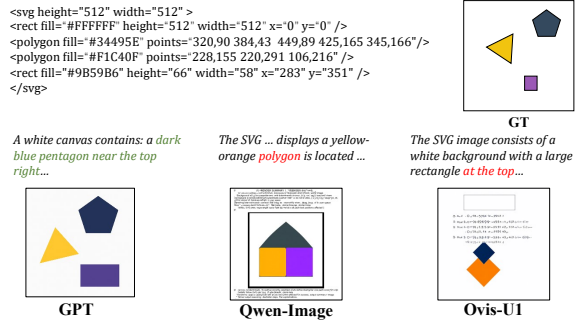 <svg height="512" width="512" >
<rect fill="#FFFFFF" height="512" width="512" x="0" y="0" />
<polygon fill="#34495E" points="320,90 384,43  449,89 425,165 345,166"/>
<polygon fill="#F1C40F" points="228,155 220,291 106,216" />
<rect fill="#9B59B6" height="66" width="58" x="283" y="351" />
</svg>
GT
A white canvas contains: a dark
blue pentagon near the top
right…
The SVG ... displays a yellow-
orange polygon is located ...
The SVG image consists of a
white background with a large
rectangle at the top…
GPT
Qwen-Image
Ovis-U1